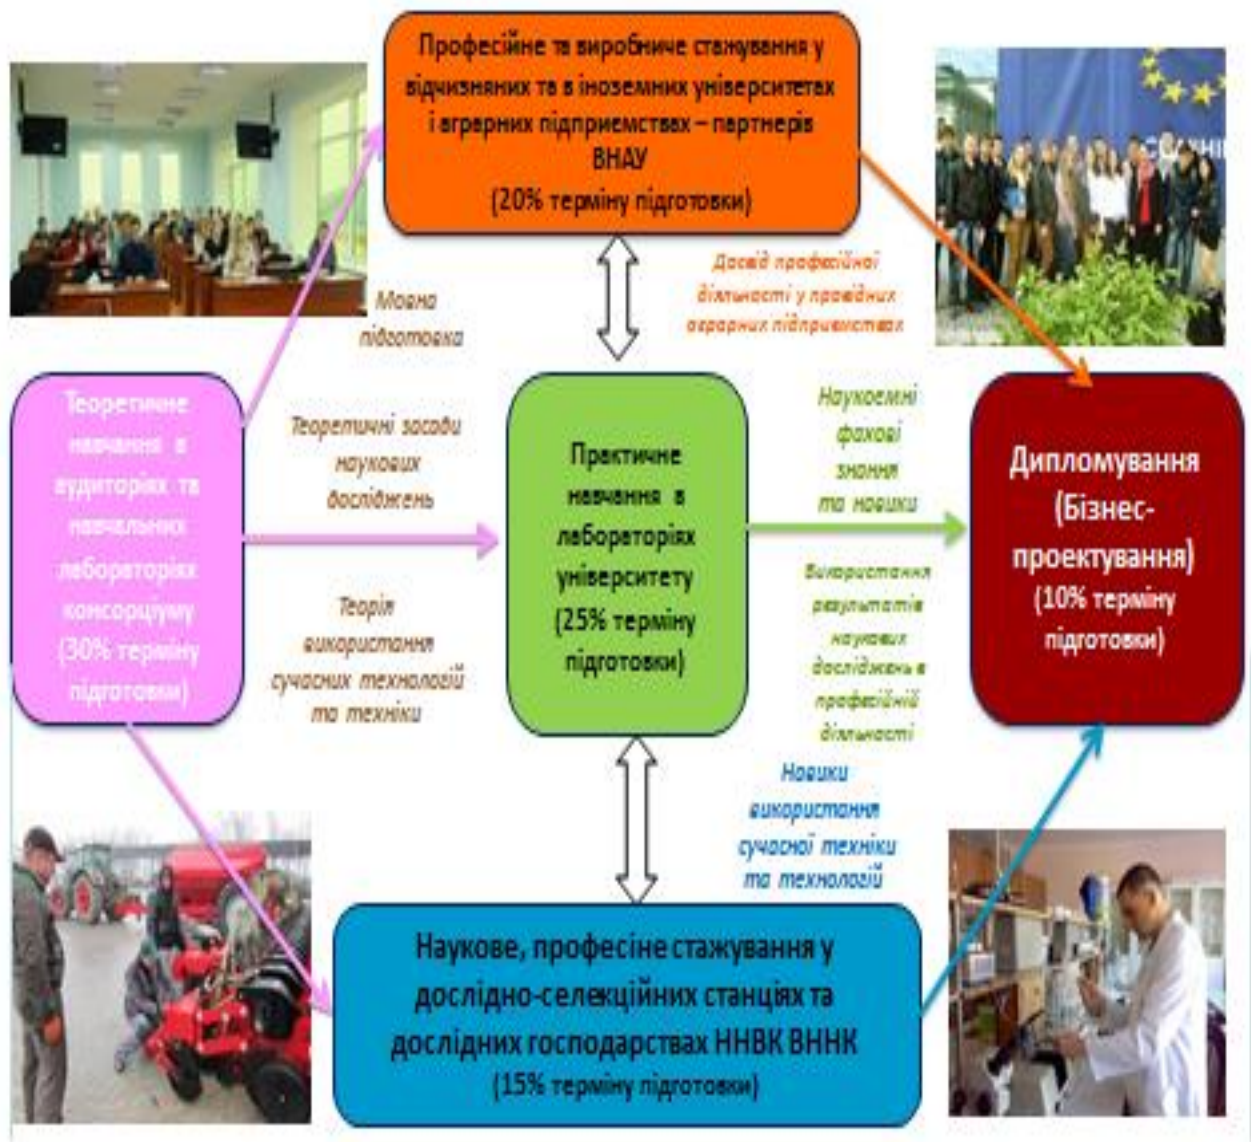 Професійне та виробниче стажування у
відчизняних та в іноземних університетах
і аграрних підприємствах – партнерів
ВНАУ
(20% терміну підготовки)
Мовна
підготовка
Досвід професійної
діяльності у провідних
аграрних підприємствах
Теоретичне
навчання в
аудиторіях та
навчальних
лабораторіях
консорціуму
(30% терміну
підготовки)
Теоретичні засади
наукових
досліджень
Теорія
використання
сучасних технологій
та техніки
Практичне
навчання в
лабораторіях
університету
(25% терміну
підготовки)
Наукоємні
фахові
знання
та новики
Використання
результатів
наукових
досліджень в
професійній
діяльності
Дипломування
(Бізнес-
проектування)
(10% терміну
підготовки)
Новики
використання
сучасної техніки
та технологій
Наукове, професіне стажування у
дослідно-селекційних станціях та
дослідних господарствах ННВК ВННК
(15% терміну підготовки)